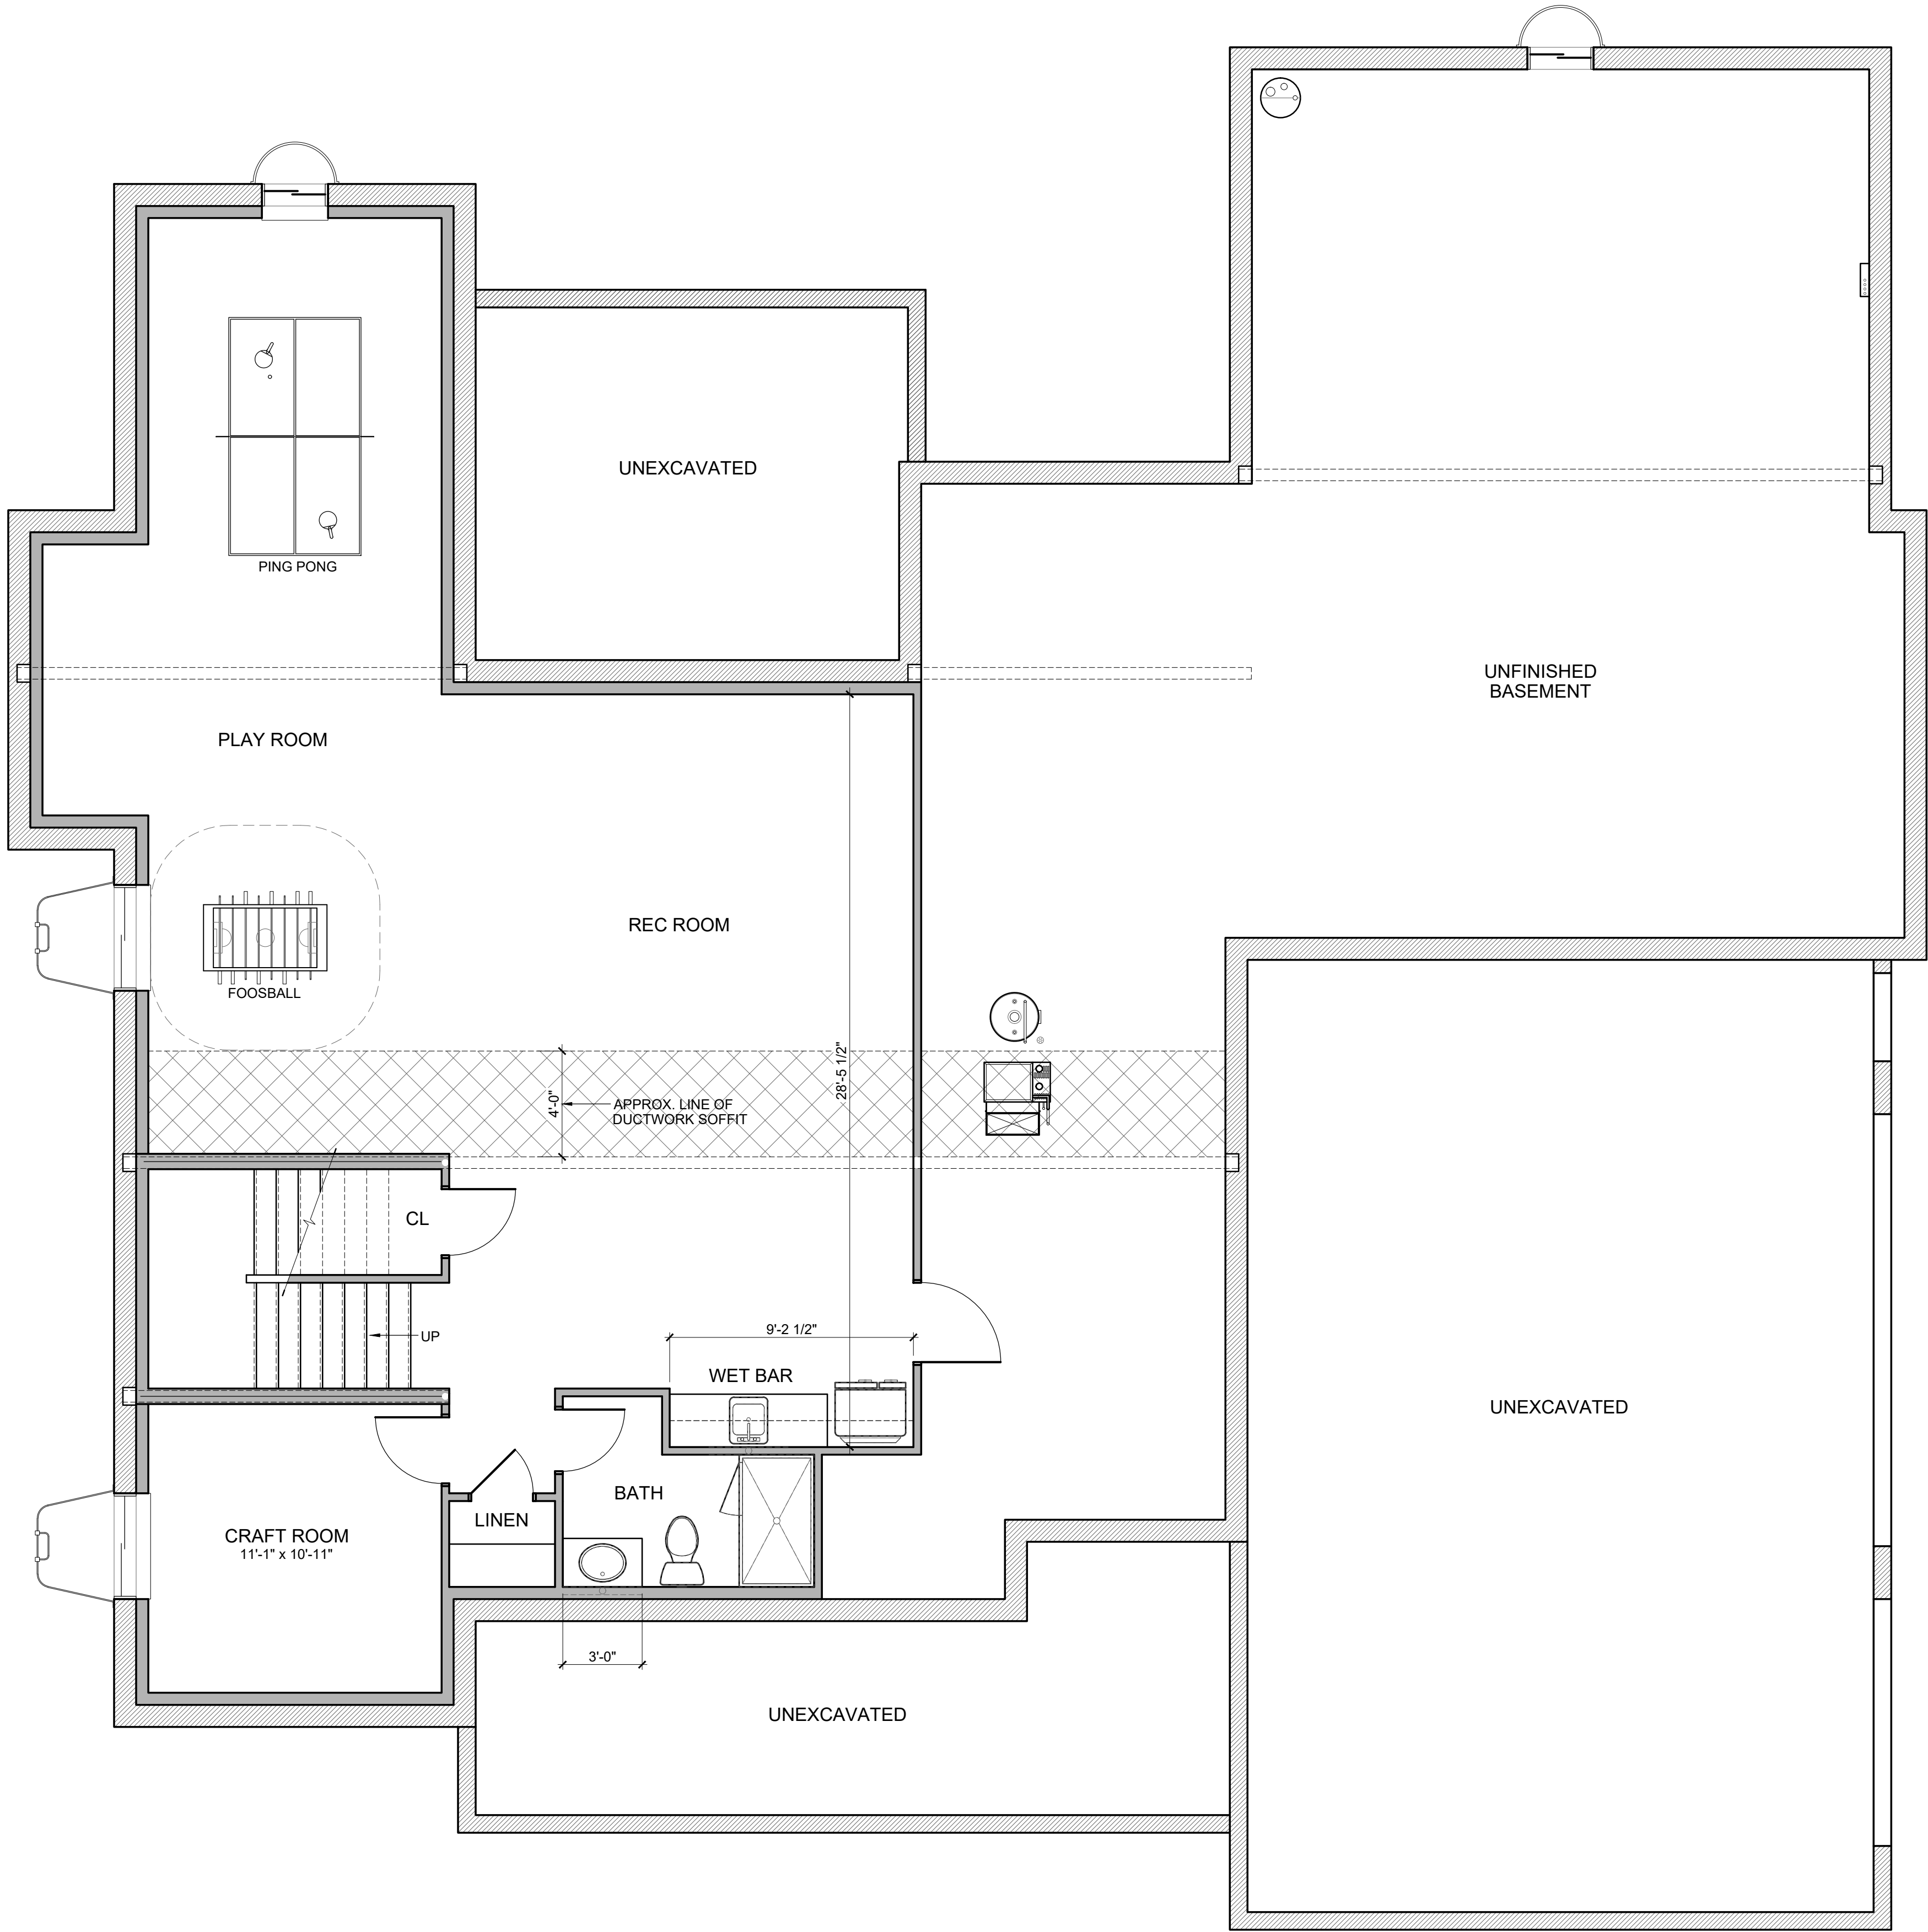 UNEXCAVATED
PING PONG
UNFINISHED
BASEMENT
PLAY ROOM
REC ROOM
FOOSBALL
28'-5 1/2"
4'-0"
APPROX. LINE OF
DUCTWORK SOFFIT
CL
UP
9'-2 1/2"
WET BAR
UNEXCAVATED
BATH
LINEN
CRAFT ROOM
11'-1" x 10'-11"
3'-0"
UNEXCAVATED